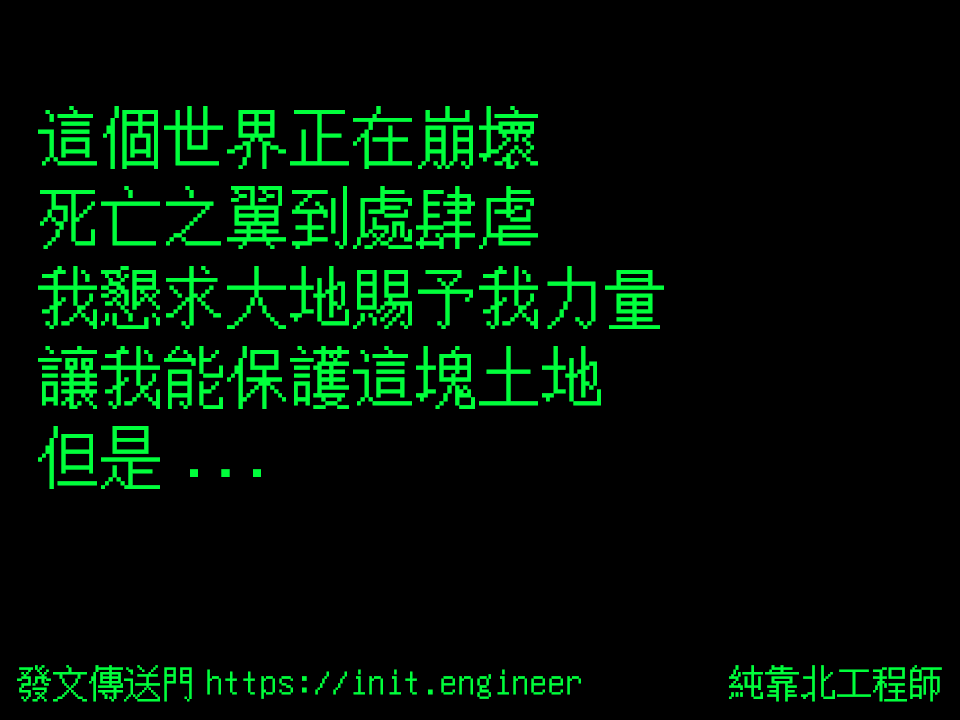 這個世界正在崩壞
死亡之翼到處肆虐
我懇求大地賜予我力量
讓我能保護這塊土地
但是 ...
發文傳送門 https://init.engineer
純靠北工程師